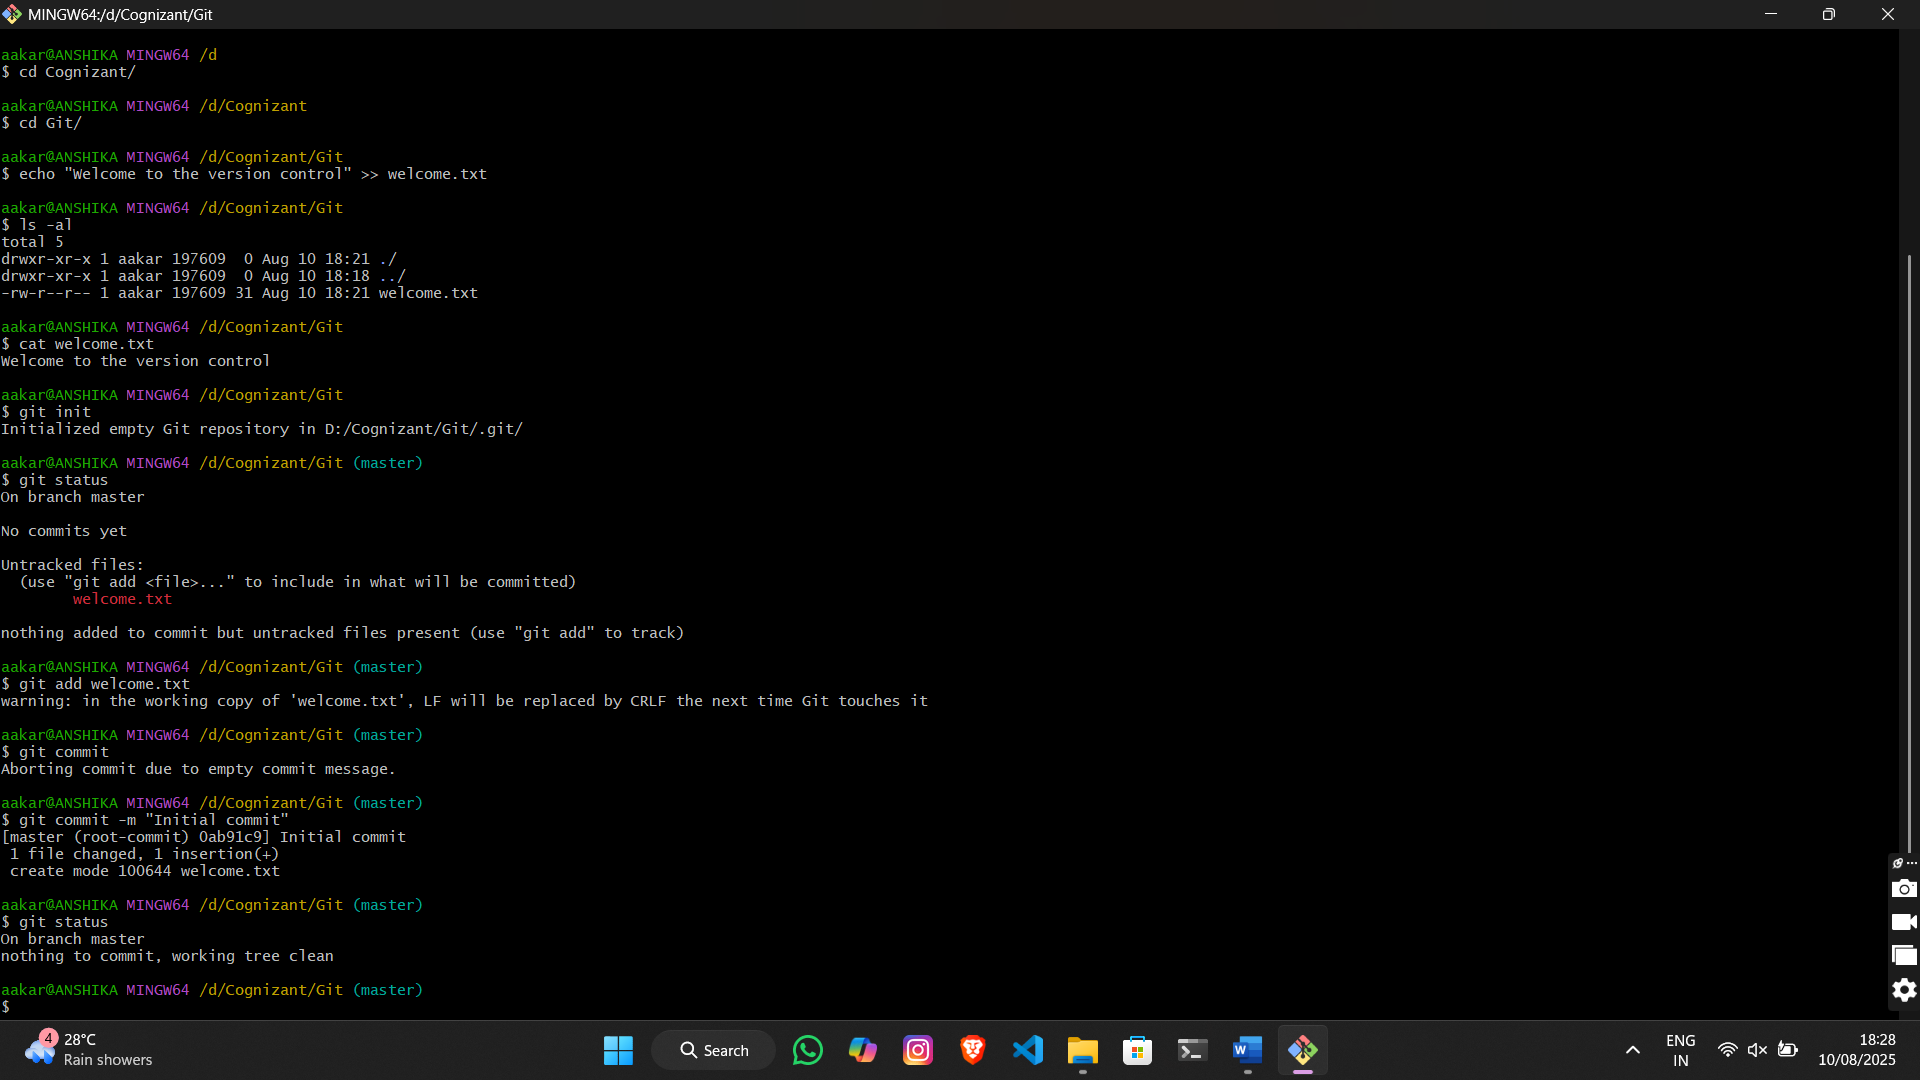 MINGW64:/d/Cognizant/Git
aakar@ANSHIKA MINGW64 /d
$ cd Cognizant/
aakar@ANSHIKA MINGW64 /d/Cognizant
$ cd Git/
aakar@ANSHIKA MINGW64 /d/Cognizant/Git
$ echo "Welcome to the version control" >> welcome.txt
aakar@ANSHIKA MINGW64 /d/Cognizant/Git
$ ls -al
total 5
drwxr-xr-x 1 aakar 197609  0 Aug 10 18:21 ./
drwxr-xr-x 1 aakar 197609  0 Aug 10 18:18 ../
-rw-r--r-- 1 aakar 197609 31 Aug 10 18:21 welcome.txt
aakar@ANSHIKA MINGW64 /d/Cognizant/Git
$ cat welcome.txt
Welcome to the version control
aakar@ANSHIKA MINGW64 /d/Cognizant/Git
$ git init
Initialized empty Git repository in D:/Cognizant/Git/.git/
aakar@ANSHIKA MINGW64 /d/Cognizant/Git (master)
$ git status
On branch master
No commits yet
Untracked files:
  (use "git add <file>..." to include in what will be committed)
        welcome.txt
nothing added to commit but untracked files present (use "git add" to track)
aakar@ANSHIKA MINGW64 /d/Cognizant/Git (master)
$ git add welcome.txt
warning: in the working copy of 'welcome.txt', LF will be replaced by CRLF the next time Git touches it
aakar@ANSHIKA MINGW64 /d/Cognizant/Git (master)
$ git commit
Aborting commit due to empty commit message.
aakar@ANSHIKA MINGW64 /d/Cognizant/Git (master)
$ git commit -m "Initial commit"
[master (root-commit) 0ab91c9] Initial commit
 1 file changed, 1 insertion(+)
 create mode 100644 welcome.txt
aakar@ANSHIKA MINGW64 /d/Cognizant/Git (master)
$ git status
On branch master
nothing to commit, working tree clean
aakar@ANSHIKA MINGW64 /d/Cognizant/Git (master)
$
4
28°C
Rain showers
Search
ENG
IN
18:28
10/08/2025